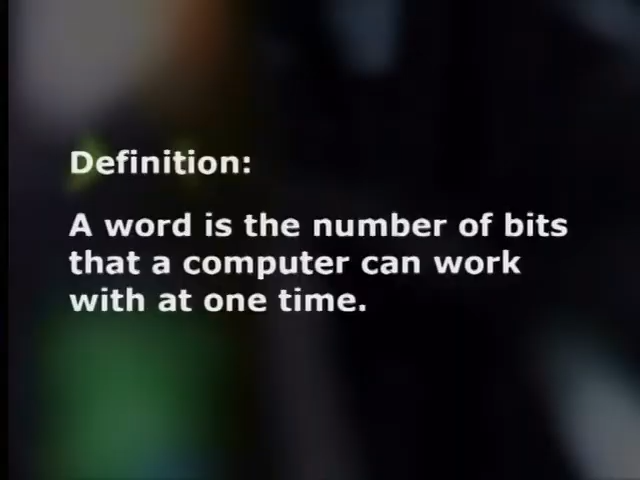 Definition:
A word is the number of bits
that a computer can work
with at one time.